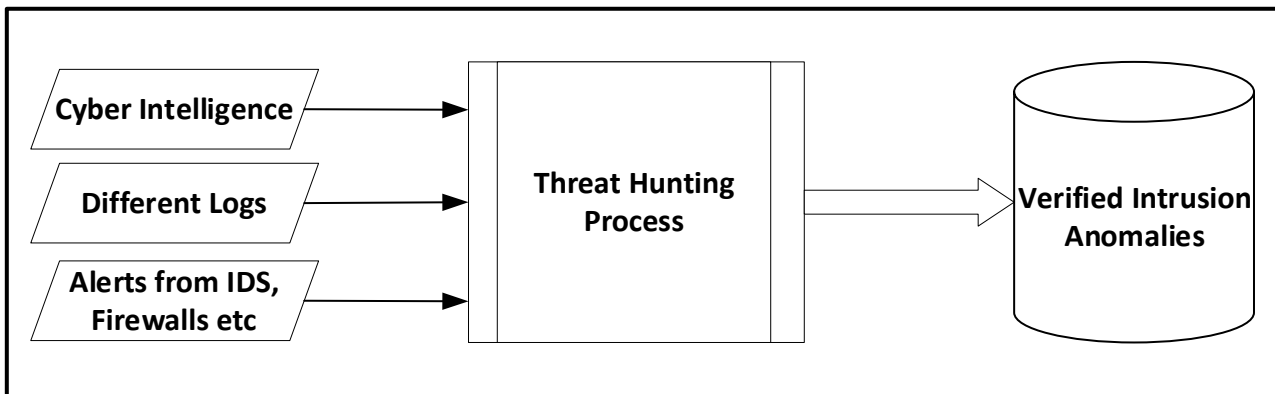 Cyber Intelligence
Different Logs
Alerts from IDS,
Firewalls etc
Threat Hunting
Process
Verified Intrusion
Anomalies